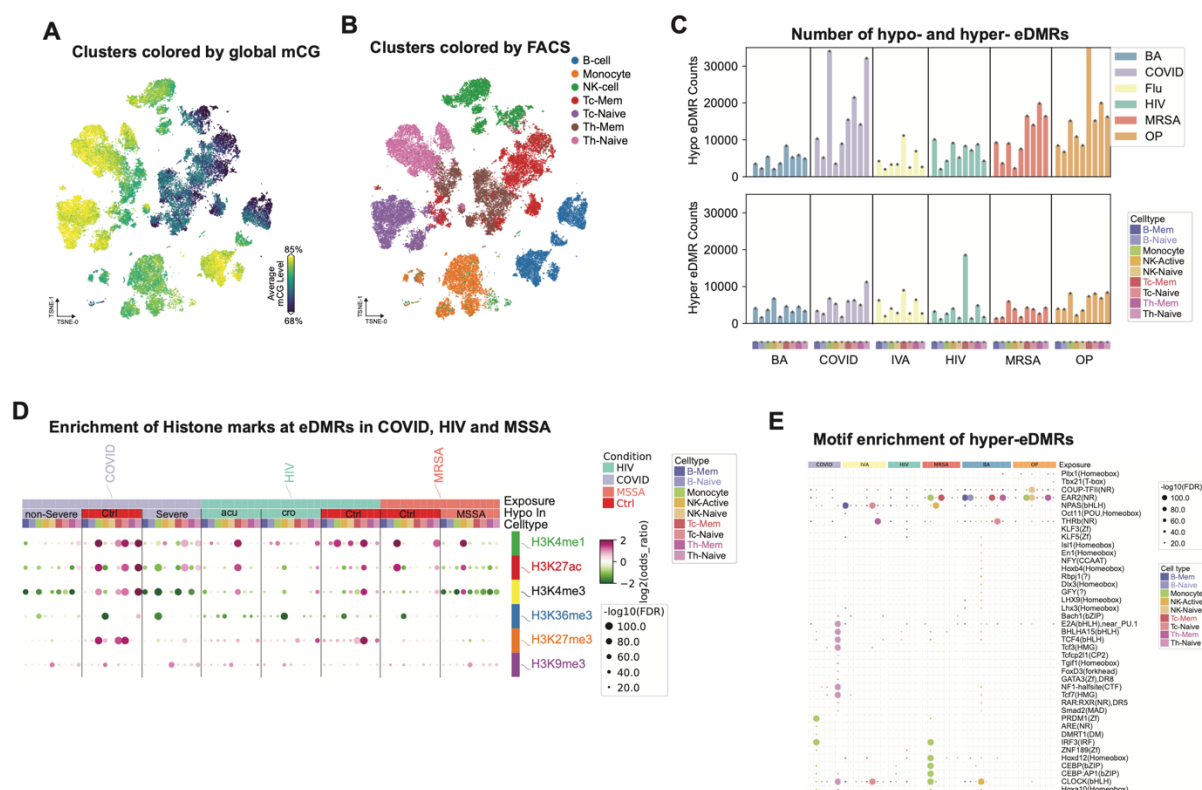 A
Clusters colored by global mCG
85%
Average
mCG Level
68%
TSNE-1
TSNE-0
B
Clusters colored by FACS
B-cell
Monocyte
NK-cell
Tc-Mem
Tc-Naive
Th-Mem
Th-Naive
TSNE-1
TSNE-0
C
Number of hypo- and hyper- eDMRs
Hypo eDMR Counts
30000
20000
10000
0
Hyper eDMR Counts
30000
20000
10000
0
BA
COVID
IVA
HIV
MRSA
OP
BA
COVID
Flu
HIV
MRSA
OP
Celltype
B-Mem
B-Naive
Monocyte
NK-Active
NK-Naive
Tc-Mem
Tc-Naive
Th-Mem
Th-Naive
D
Enrichment of Histone marks at eDMRs in COVID, HIV and MSSA
COVID
HIV
MRSA
Exposure
non-Severe
Ctrl
Severe
acu
cro
Ctrl
Ctrl
MSSA
Hypo In
Celltype
H3K4me1
H3K27ac
H3K4me3
H3K36me3
H3K27me3
H3K9me3
Condition
HIV
COVID
MSSA
Ctrl
2
1
0
−1
−2
log2(odds_ratio)
-log10(FDR)
100.0
80.0
60.0
40.0
20.0
Celltype
B-Mem
B-Naive
Monocyte
NK-Active
NK-Naive
Tc-Mem
Tc-Naive
Th-Mem
Th-Naive
E
Motif enrichment of hyper-eDMRs
COVID
IVA
HIV
MRSA
BA
OP
Exposure
Pitx1(Homeobox)
Tbx21(T-box)
COUP-TFII(NR)
EAR2(NR)
NPAS(bHLH)
Oct11(POU,Homeobox)
THRb(NR)
KLF3(Zf)
KLF5(Zf)
Isl1(Homeobox)
En1(Homeobox)
NFY(CCAAT)
Hoxb4(Homeobox)
Rbpj1(?)
Dlx3(Homeobox)
GFY(?)
LHX9(Homeobox)
Lhx3(Homeobox)
Bach1(bZIP)
E2A(bHLH),near_PU.1
BHLHA15(bHLH)
TCF4(bHLH)
Tcf3(HMG)
Tcfcp2l1(CP2)
Tgif1(Homeobox)
FoxD3(forkhead)
GATA3(Zf),DR8
NF1-halfsite(CTF)
Tcf7(HMG)
RAR:RXR(NR),DR5
Smad2(MAD)
PRDM1(Zf)
ARE(NR)
DMRT1(DM)
IRF3(IRF)
ZNF189(Zf)
Hoxd12(Homeobox)
CEBP(bZIP)
CEBP:AP1(bZIP)
CLOCK(bHLH)
Hoxa10(Homeobox)
-log10(FDR)
100.0
80.0
60.0
40.0
20.0
Cell type
B-Mem
B-Naive
Monocyte
NK-Active
NK-Naive
Tc-Mem
Tc-Naive
Th-Mem
Th-Naive